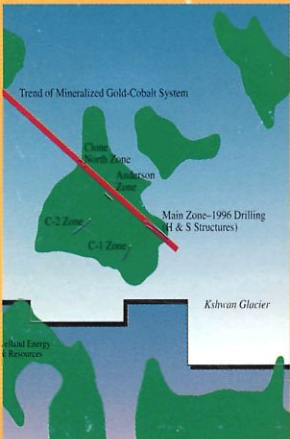 Trend of Mineralized Gold-Cobalt System
Clone
North Zone
Anderson
Zone
Main Zone–1996 Drilling
(H & S Structures)
C-2 Zone
C-1 Zone
Kshwan Glacier
Energy
Resources